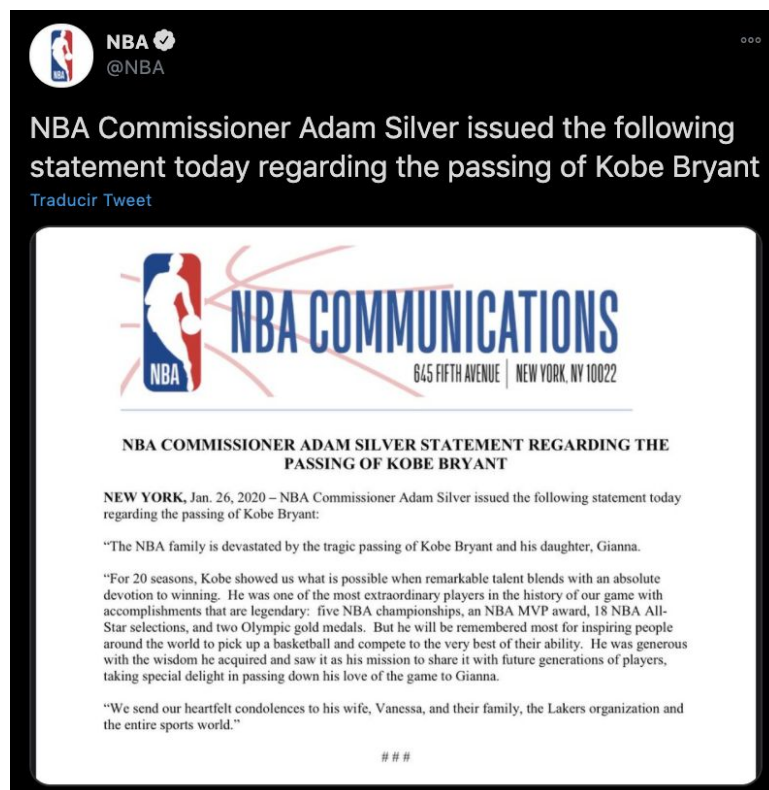 NBA
@NBA
NBA Commissioner Adam Silver issued the following
statement today regarding the passing of Kobe Bryant
Traducir Tweet
NBA
NBA COMMUNICATIONS
645 FIFTH AVENUE | NEW YORK, NY 10022
NBA COMMISSIONER ADAM SILVER STATEMENT REGARDING THE
PASSING OF KOBE BRYANT
NEW YORK, Jan. 26, 2020 – NBA Commissioner Adam Silver issued the following statement today
regarding the passing of Kobe Bryant:
“The NBA family is devastated by the tragic passing of Kobe Bryant and his daughter, Gianna.
“For 20 seasons, Kobe showed us what is possible when remarkable talent blends with an absolute
devotion to winning. He was one of the most extraordinary players in the history of our game with
accomplishments that are legendary: five NBA championships, an NBA MVP award, 18 NBA All-
Star selections, and two Olympic gold medals. But he will be remembered most for inspiring people
around the world to pick up a basketball and compete to the very best of their ability. He was generous
with the wisdom he acquired and saw it as his mission to share it with future generations of players,
taking special delight in passing down his love of the game to Gianna.
“We send our heartfelt condolences to his wife, Vanessa, and their family, the Lakers organization and
the entire sports world.”
# # #